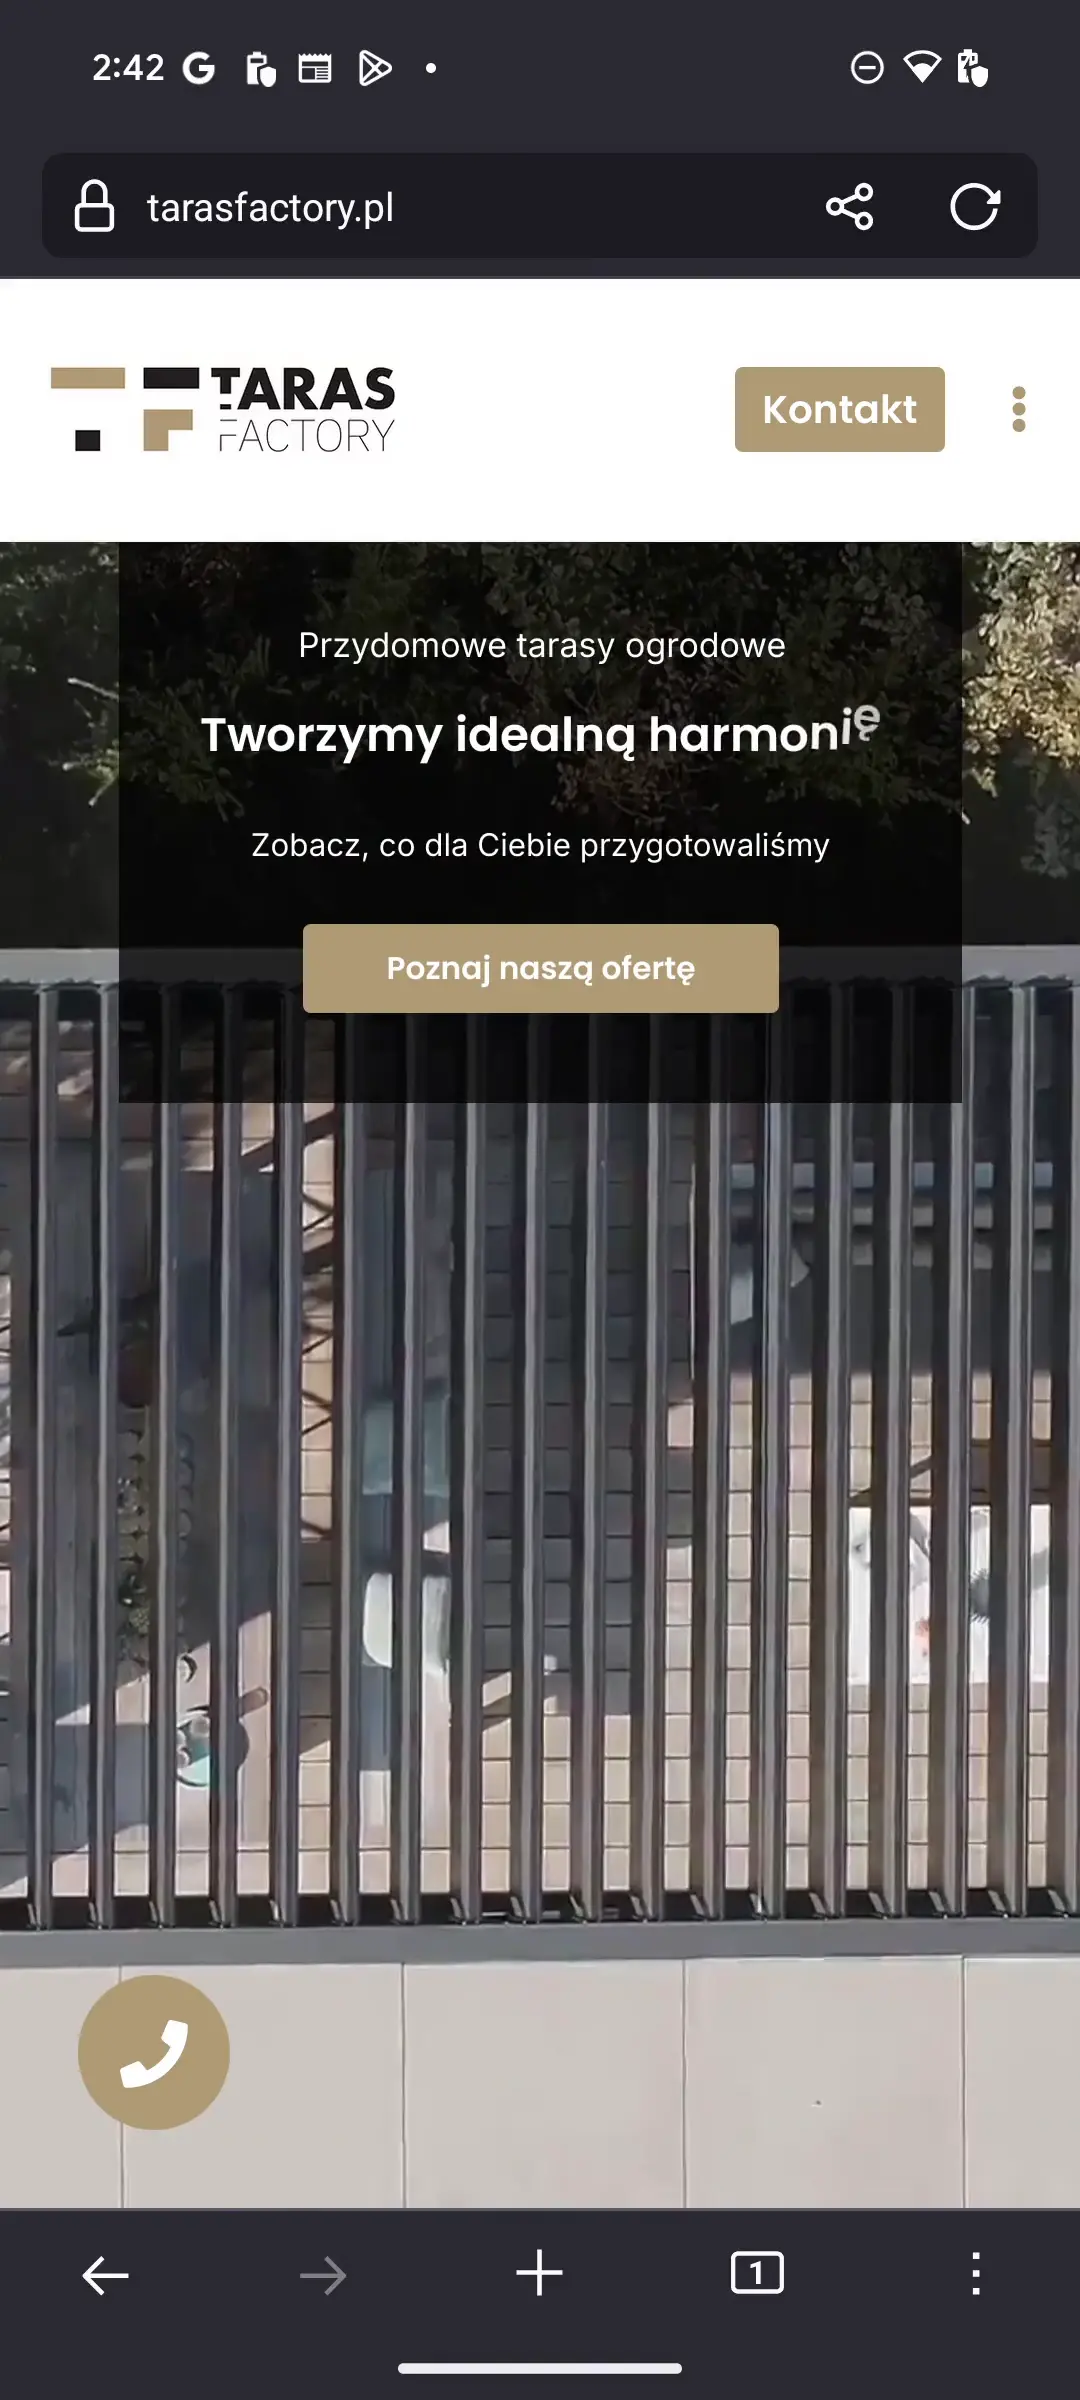 2:42
tarasfactory.pl
TARAS
FACTORY
Kontakt
Przydomowe tarasy ogrodowe
Tworzymy idealną harmonię
Zobacz, co dla Ciebie przygotowaliśmy
Poznaj naszą ofertę
1